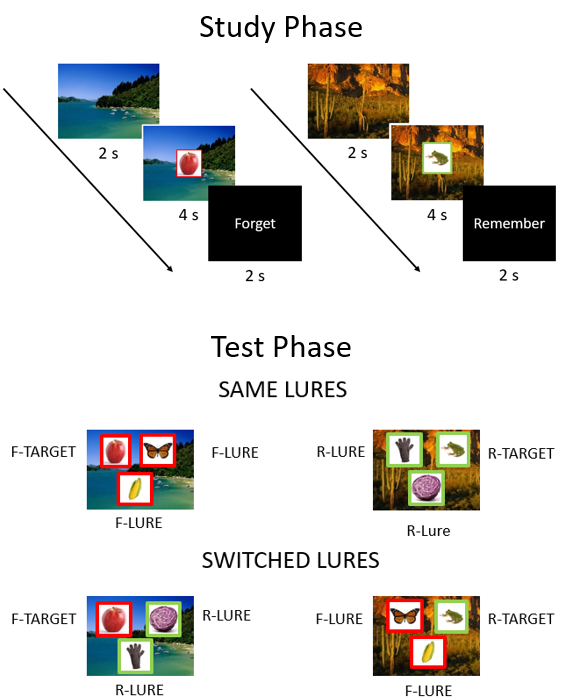 Study Phase
2 s
2 s
4 s
4 s
Forget
Remember
2 s
2 s
Test Phase
SAME LURES
F-TARGET
F-LURE
R-LURE
R-TARGET
F-LURE
R-Lure
SWITCHED LURES
F-TARGET
R-LURE
F-LURE
R-TARGET
R-LURE
F-LURE